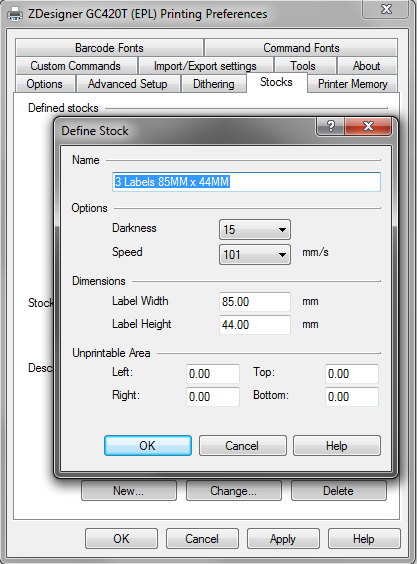 ZDesigner GC420T (EPL) Printing Preferences
Barcode Fonts Command Fonts
Custom Commands Import/Export settings Tools About
Options Advanced Setup Dithering Stocks Printer Memory
Defined stocks
Define Stock
Name
3 Labels 85MM x 44MM
Options
Darkness 15
Speed 101 mm/s
Dimensions
Label Width 85.00 mm
Stock
Label Height 44.00 mm
Unprintable Area
Desc
Left: 0.00 Top: 0.00
Right: 0.00 Bottom: 0.00
OK Cancel Help
New... Change... Delete
OK Cancel Apply Help